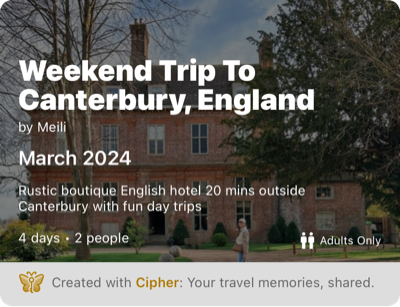 Weekend Trip To
Canterbury, England
by Meili
March 2024
Rustic boutique English hotel 20 mins outside
Canterbury with fun day trips
4 days • 2 people
Adults Only
Created with Cipher: Your travel memories, shared.